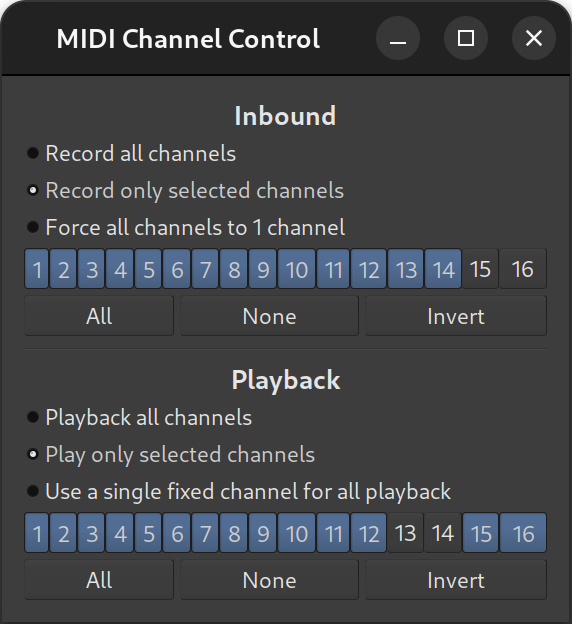 MIDI Channel Control
Inbound
Record all channels
Record only selected channels
Force all channels to 1 channel
1 2 3 4 5 6 7 8 9 10 11 12 13 14 15 16
All None Invert
Playback
Playback all channels
Play only selected channels
Use a single fixed channel for all playback
1 2 3 4 5 6 7 8 9 10 11 12 13 14 15 16
All None Invert